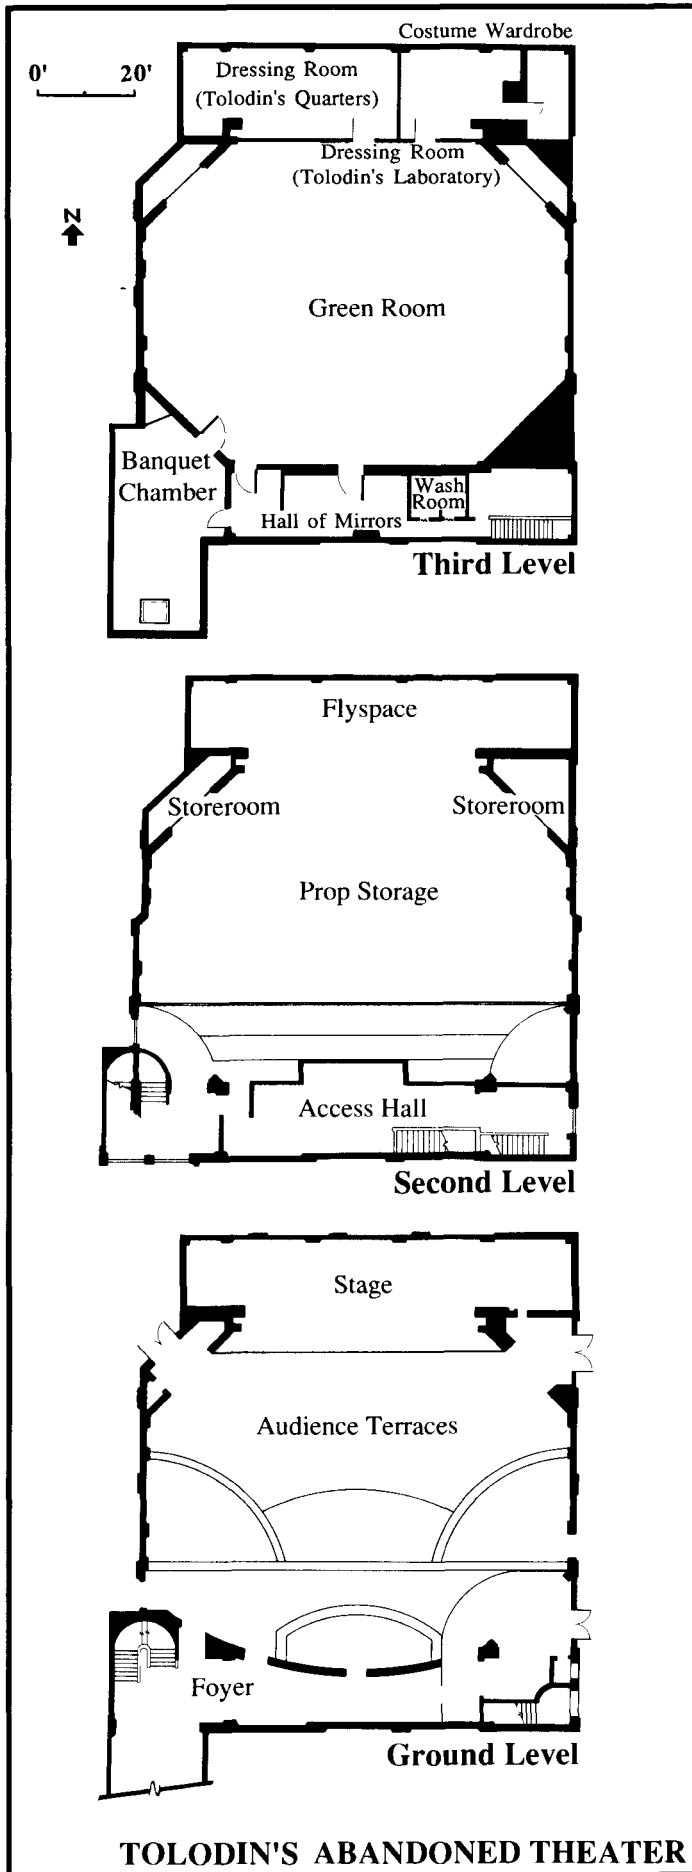 Costume Wardrobe
0' 20'
Dressing Room
(Tolodin's Quarters)
Dressing Room
(Tolodin's Laboratory)
N
Green Room
Banquet
Chamber
Wash
Room
Hall of Mirrors
Third Level
Flyspace
Storeroom Storeroom
Prop Storage
Access Hall
Second Level
Stage
Audience Terraces
Foyer
Ground Level
TOLODIN'S ABANDONED THEATER